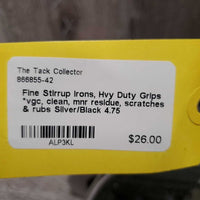 The Tack Collector
866855-42
Fine Stirrup Irons, Hvy Duty Grips
*vgc, clean, mnr residue, scratches
& rubs Silver/Black 4.75
$26.00
ALP3KL